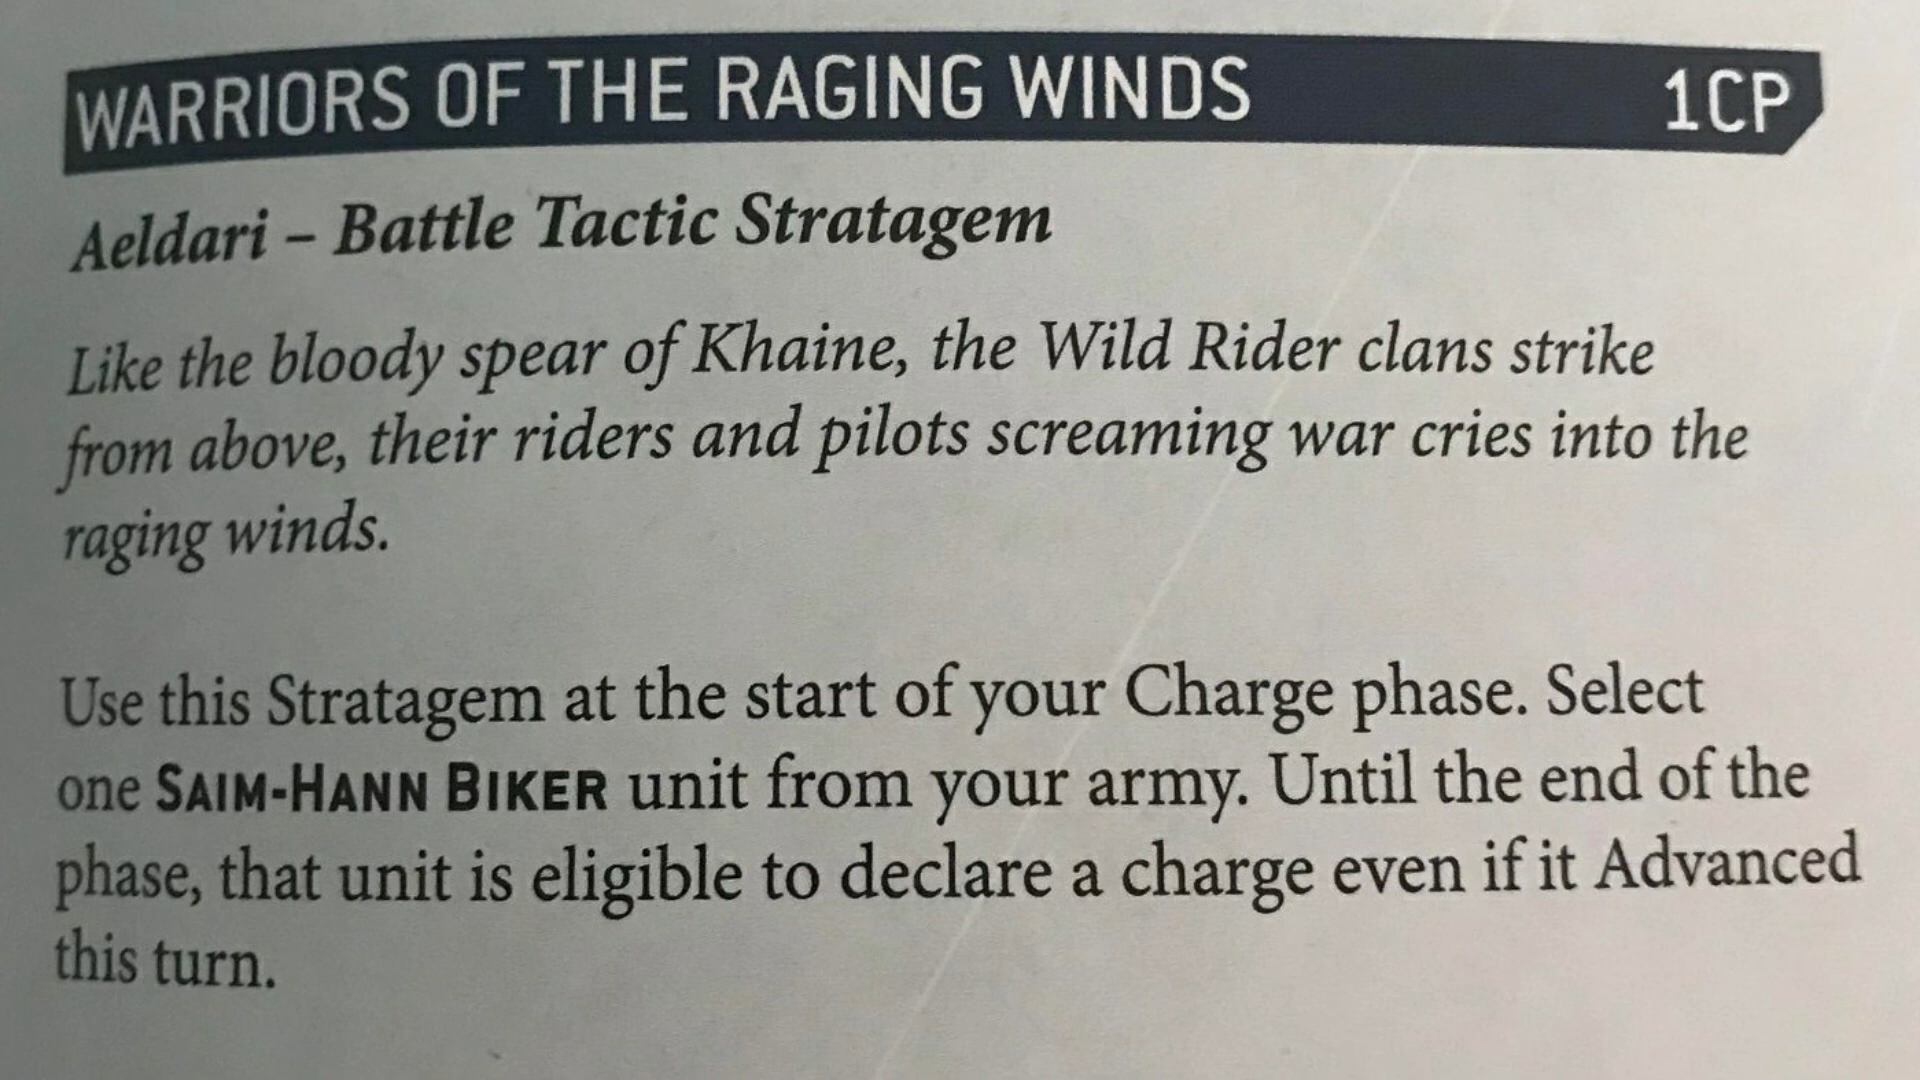 WARRIORS OF THE RAGING WINDS 1CP
Aeldari – Battle Tactic Stratagem
Like the bloody spear of Khaine, the Wild Rider clans strike
from above, their riders and pilots screaming war cries into the
raging winds.
Use this Stratagem at the start of your Charge phase. Select
one SAIM-HANN BIKER unit from your army. Until the end of the
phase, that unit is eligible to declare a charge even if it Advanced
this turn.